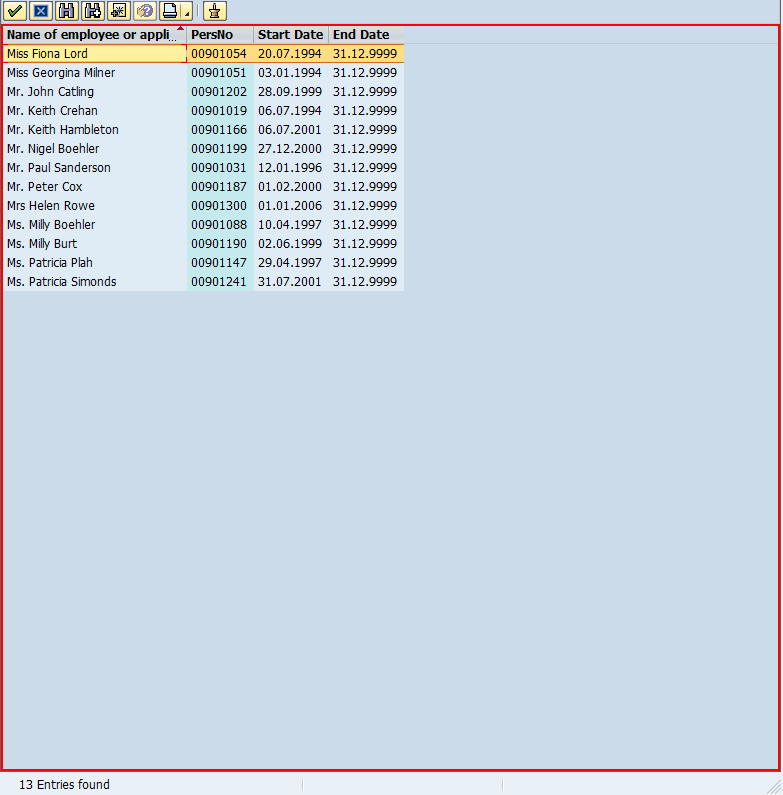 Name of employee or appli... PersNo Start Date End Date
Miss Fiona Lord 00901054 20.07.1994 31.12.9999
Miss Georgina Milner 00901051 03.01.1994 31.12.9999
Mr. John Catling 00901202 28.09.1999 31.12.9999
Mr. Keith Crehan 00901019 06.07.1994 31.12.9999
Mr. Keith Hambleton 00901166 06.07.2001 31.12.9999
Mr. Nigel Boehler 00901199 27.12.2000 31.12.9999
Mr. Paul Sanderson 00901031 12.01.1996 31.12.9999
Mr. Peter Cox 00901187 01.02.2000 31.12.9999
Mrs Helen Rowe 00901300 01.01.2006 31.12.9999
Ms. Milly Boehler 00901088 10.04.1997 31.12.9999
Ms. Milly Burt 00901190 02.06.1999 31.12.9999
Ms. Patricia Plah 00901147 29.04.1997 31.12.9999
Ms. Patricia Simonds 00901241 31.07.2001 31.12.9999
13 Entries found